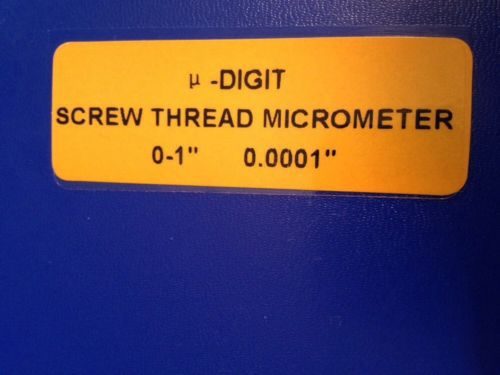 µ -DIGIT
SCREW THREAD MICROMETER
0-1" 0.0001"